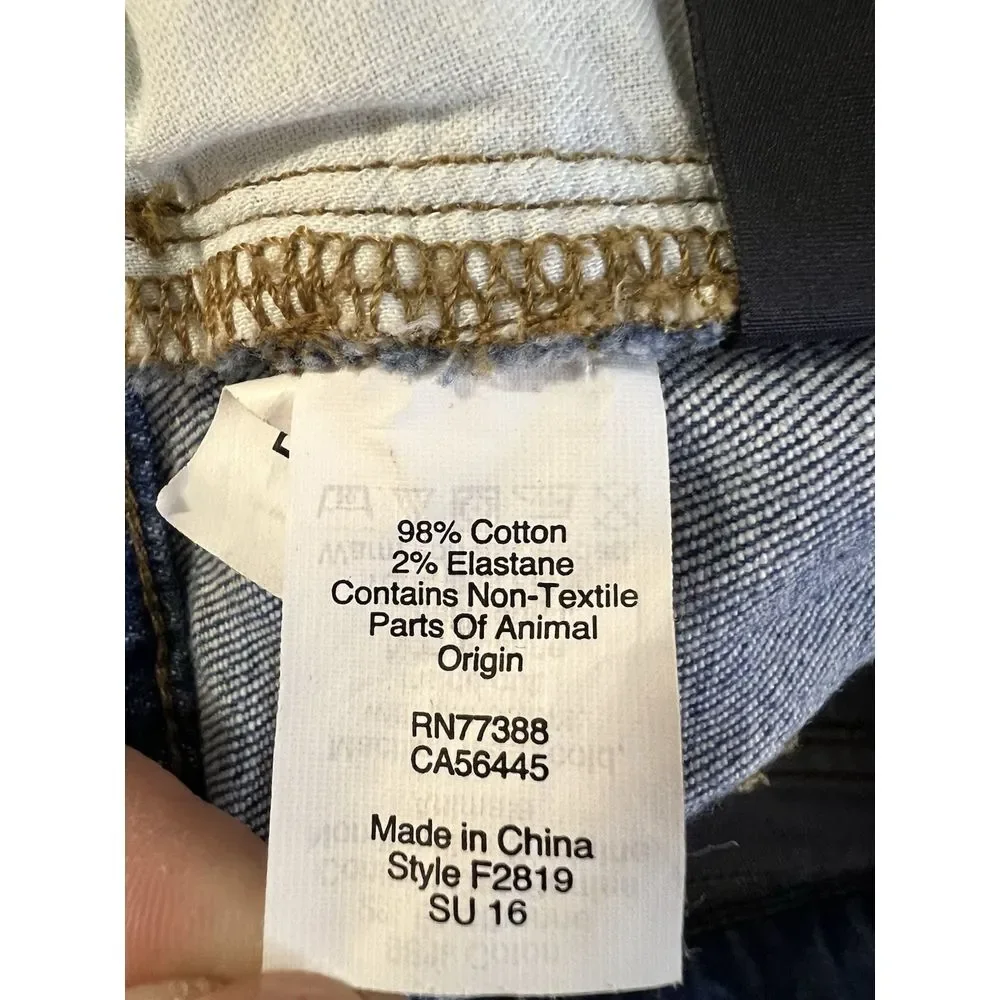 98% Cotton
2% Elastane
Contains Non-Textile
Parts Of Animal
Origin
RN77388
CA56445
Made in China
Style F2819
SU 16